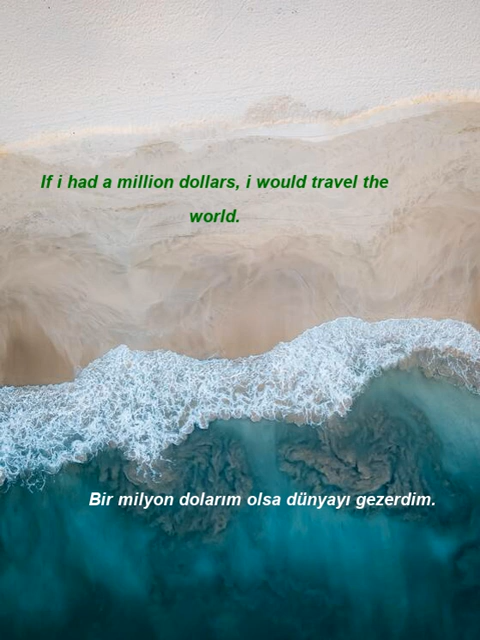 If i had a million dollars, i would travel the
world.
Bir milyon dolarım olsa dünyayı gezerdim.